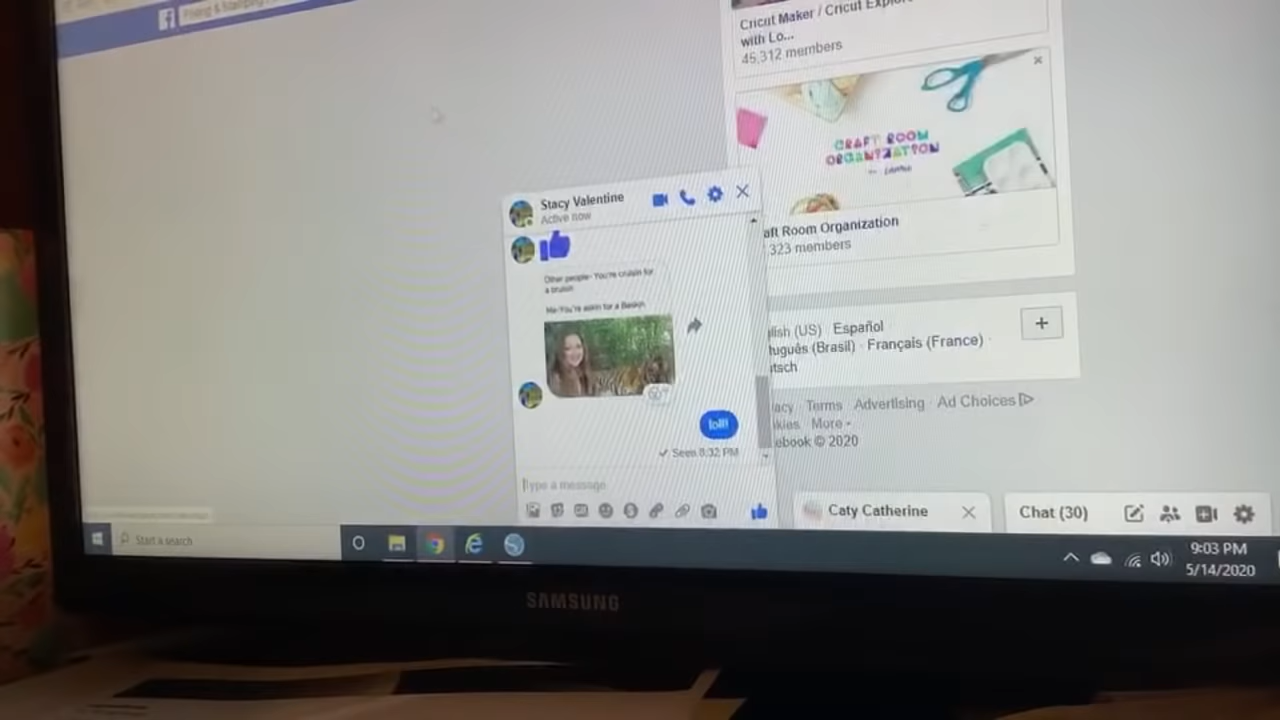 Cricut Maker / Cricut Explore
with Lo...
45,312 members
CRAFT ROOM
ORGANIZATION
aft Room Organization
323 members
Stacy Valentine
Active now
Other people- You're cruisin for
a bruisin
Me-You're askin for a Baskin
lolll
Seen 8:32 PM
Type a message
lish (US) · Español
tuguês (Brasil) · Français (France) ·
tsch
acy · Terms · Advertising · Ad Choices
kies · More
ebook © 2020
Caty Catherine
Chat (30)
Start a search
9:03 PM
5/14/2020
SAMSUNG